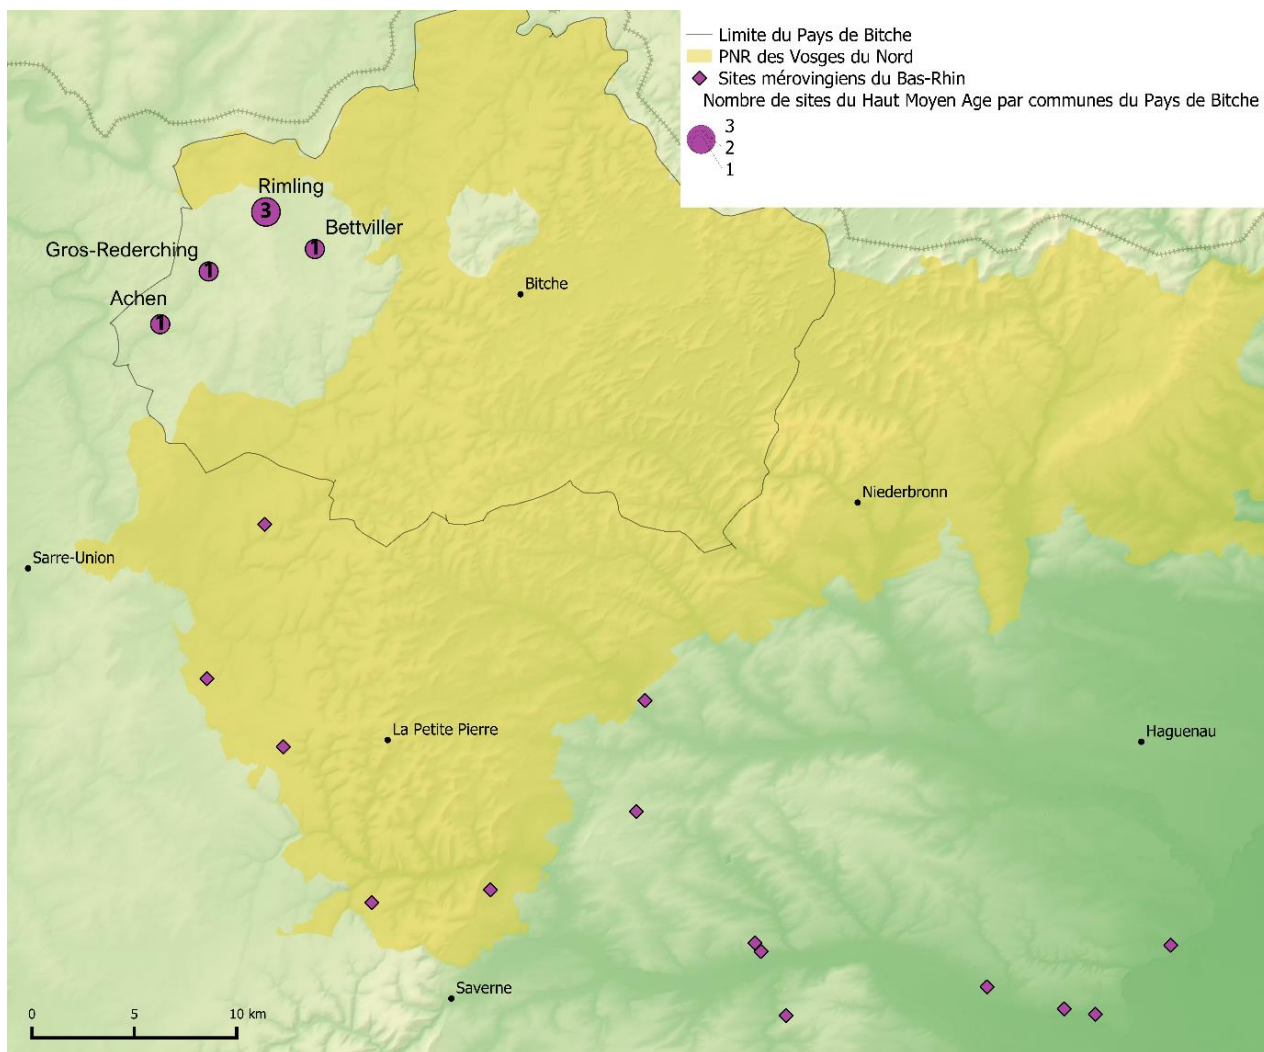 Limite du Pays de Bitche
PNR des Vosges du Nord
Sites mérovingiens du Bas-Rhin
Nombre de sites du Haut Moyen Age par communes du Pays de Bitche
3
2
1
Rimling
3
Bettviller
1
Gros-Rederching
1
Achen
1
Bitche
Niederbronn
Sarre-Union
La Petite Pierre
Haguenau
Saverne
0 5 10 km